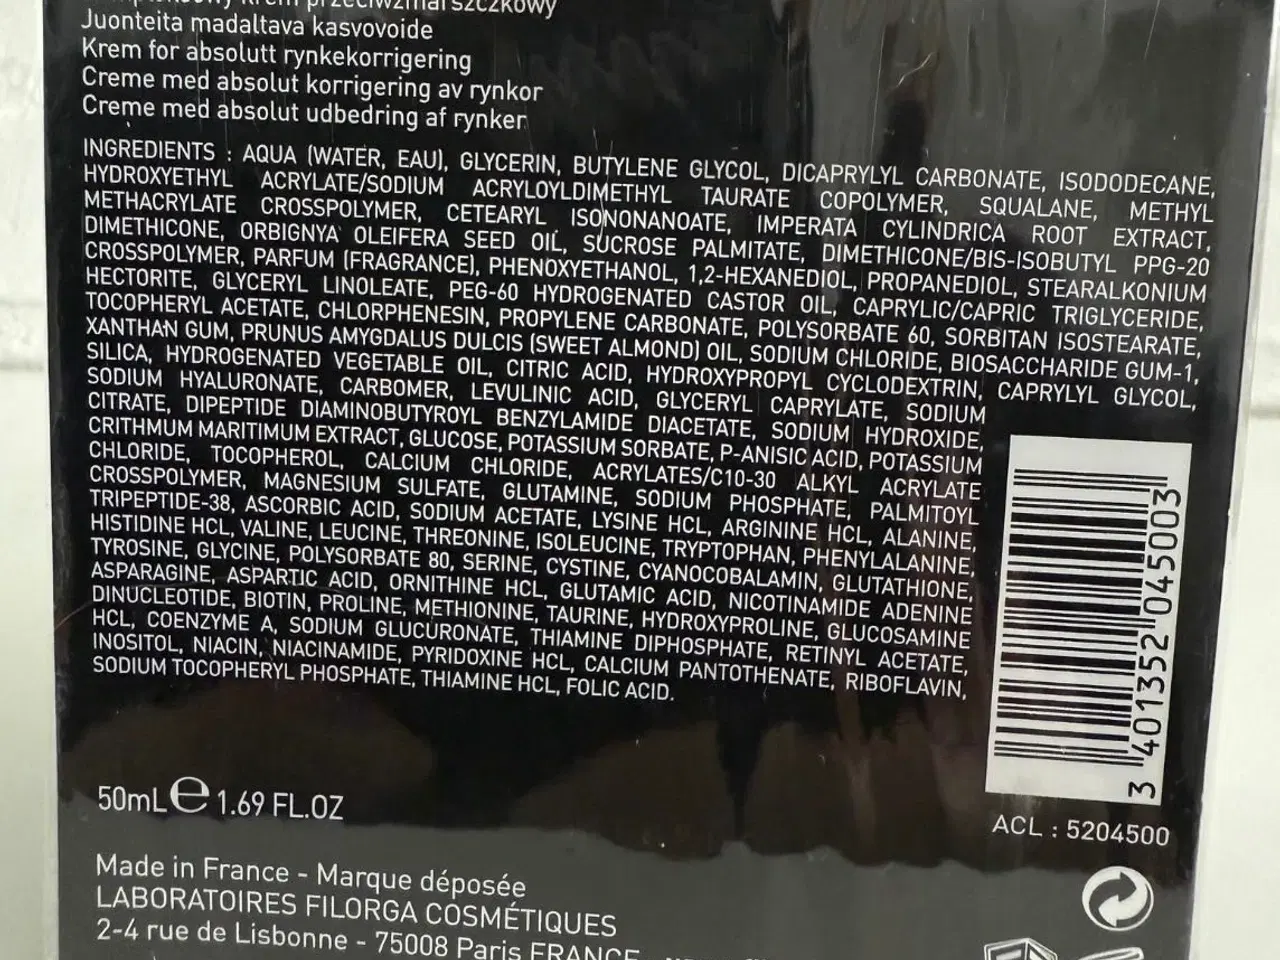 krem przeciwzmarszczkowy
Juonteita madaltava kasvovoide
Krem for absolutt rynkekorrigering
Creme med absolut korrigering av rynkor
Creme med absolut udbedring af rynker
INGREDIENTS : AQUA (WATER, EAU), GLYCERIN, BUTYLENE GLYCOL, DICAPRYLYL CARBONATE, ISODODECANE,
HYDROXYETHYL ACRYLATE/SODIUM ACRYLOYLDIMETHYL TAURATE COPOLYMER, SQUALANE, METHYL
METHACRYLATE CROSSPOLYMER, CETEARYL ISONONANOATE, IMPERATA CYLINDRICA ROOT EXTRACT,
DIMETHICONE, ORBIGNYA OLEIFERA SEED OIL, SUCROSE PALMITATE, DIMETHICONE/BIS-ISOBUTYL PPG-20
CROSSPOLYMER, PARFUM (FRAGRANCE), PHENOXYETHANOL, 1,2-HEXANEDIOL, PROPANEDIOL, STEARALKONIUM
HECTORITE, GLYCERYL LINOLEATE, PEG-60 HYDROGENATED CASTOR OIL, CAPRYLIC/CAPRIC TRIGLYCERIDE,
TOCOPHERYL ACETATE, CHLORPHENESIN, PROPYLENE CARBONATE, POLYSORBATE 60, SORBITAN ISOSTEARATE,
XANTHAN GUM, PRUNUS AMYGDALUS DULCIS (SWEET ALMOND) OIL, SODIUM CHLORIDE, BIOSACCHARIDE GUM-1,
SILICA, HYDROGENATED VEGETABLE OIL, CITRIC ACID, HYDROXYPROPYL CYCLODEXTRIN, CAPRYLYL GLYCOL,
SODIUM HYALURONATE, CARBOMER, LEVULINIC ACID, GLYCERYL CAPRYLATE, SODIUM
CITRATE, DIPEPTIDE DIAMINOBUTYROYL BENZYLAMIDE DIACETATE, SODIUM HYDROXIDE,
CRITHMUM MARITIMUM EXTRACT, GLUCOSE, POTASSIUM SORBATE, P-ANISIC ACID, POTASSIUM
CHLORIDE, TOCOPHEROL, CALCIUM CHLORIDE, ACRYLATES/C10-30 ALKYL ACRYLATE
CROSSPOLYMER, MAGNESIUM SULFATE, GLUTAMINE, SODIUM PHOSPHATE, PALMITOYL
TRIPEPTIDE-38, ASCORBIC ACID, SODIUM ACETATE, LYSINE HCL, ARGININE HCL, ALANINE,
HISTIDINE HCL, VALINE, LEUCINE, THREONINE, ISOLEUCINE, TRYPTOPHAN, PHENYLALANINE,
TYROSINE, GLYCINE, POLYSORBATE 80, SERINE, CYSTINE, CYANOCOBALAMIN, GLUTATHIONE,
ASPARAGINE, ASPARTIC ACID, ORNITHINE HCL, GLUTAMIC ACID, NICOTINAMIDE ADENINE
DINUCLEOTIDE, BIOTIN, PROLINE, METHIONINE, TAURINE, HYDROXYPROLINE, GLUCOSAMINE
HCL, COENZYME A, SODIUM GLUCURONATE, THIAMINE DIPHOSPHATE, RETINYL ACETATE,
INOSITOL, NIACIN, NIACINAMIDE, PYRIDOXINE HCL, CALCIUM PANTOTHENATE, RIBOFLAVIN,
SODIUM TOCOPHERYL PHOSPHATE, THIAMINE HCL, FOLIC ACID.
3 401352 045003
50mL e 1.69 FL.OZ
ACL : 5204500
Made in France - Marque déposée
LABORATOIRES FILORGA COSMÉTIQUES
2-4 rue de Lisbonne - 75008 Paris FRANCE